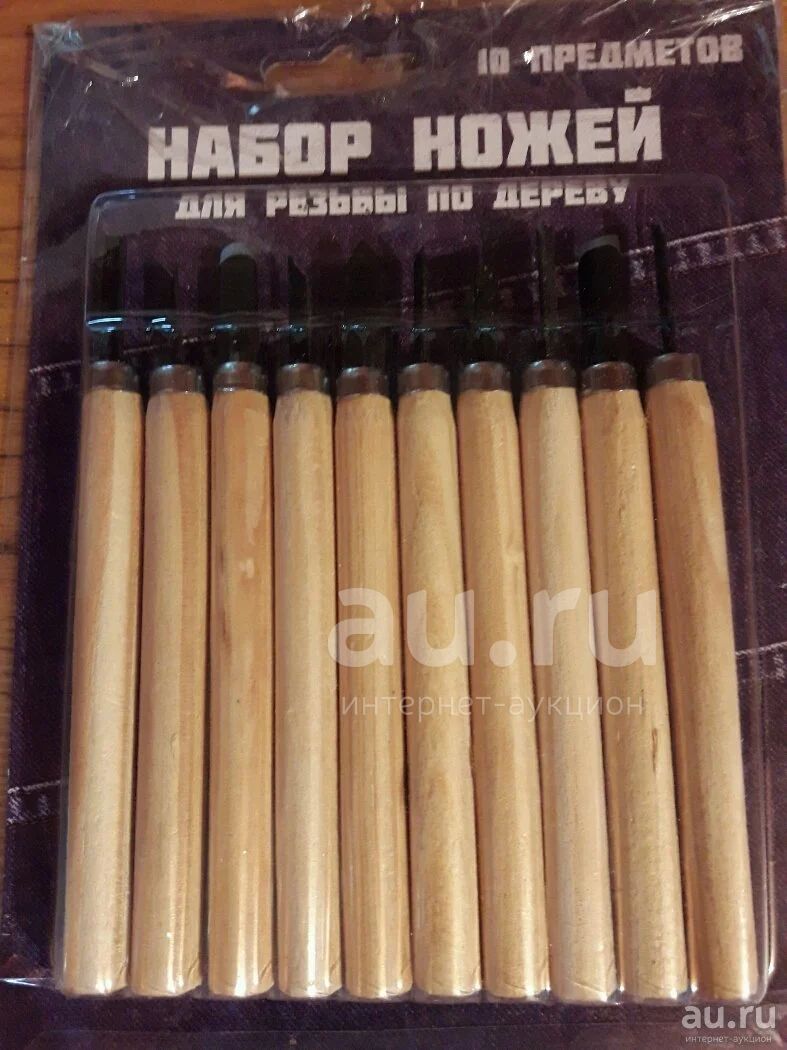 10 ПРЕДМЕТОВ
НАБОР НОЖЕЙ
ДЛЯ РЕЗЬБЫ ПО ДЕРЕВУ
au.ru
интернет-аукцион
au.ru
интернет-аукцион